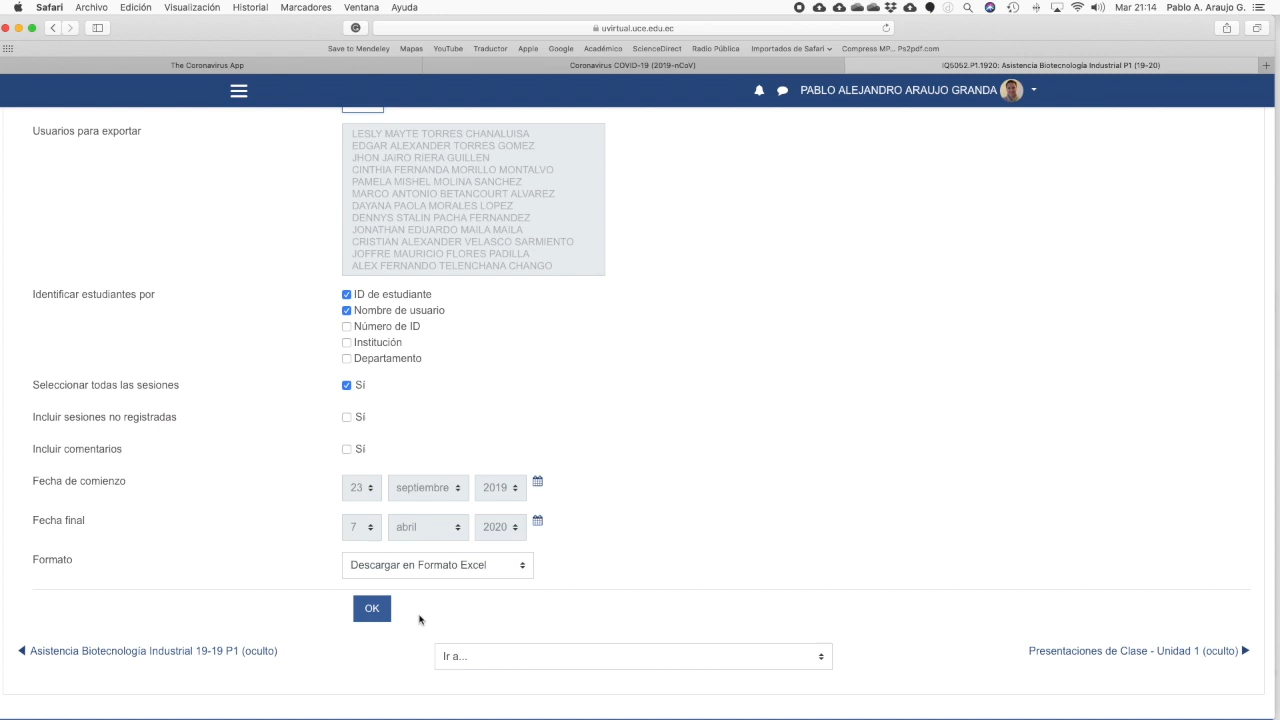 Safari Archivo Edición Visualización Historial Marcadores Ventana Ayuda Mar 21:14 Pablo A. Araujo G.
uvirtual.uce.edu.ec
Save to Mendeley Mapas YouTube Traductor Apple Google Académico ScienceDirect Radio Pública Importados de Safari Compress MP... Ps2pdf.com
The Coronavirus App Coronavirus COVID-19 (2019-nCoV) IQ5052.P1.1920: Asistencia Biotecnología Industrial P1 (19-20)
PABLO ALEJANDRO ARAUJO GRANDA
Usuarios para exportar
LESLY MAYTE TORRES CHANALUISA
EDGAR ALEXANDER TORRES GOMEZ
JHON JAIRO RIERA GUILLEN
CINTHIA FERNANDA MORILLO MONTALVO
PAMELA MISHEL MOLINA SANCHEZ
MARCO ANTONIO BETANCOURT ALVAREZ
DAYANA PAOLA MORALES LOPEZ
DENNYS STALIN PACHA FERNANDEZ
JONATHAN EDUARDO MAILA MAILA
CRISTIAN ALEXANDER VELASCO SARMIENTO
JOFFRE MAURICIO FLORES PADILLA
ALEX FERNANDO TELENCHANA CHANGO
Identificar estudiantes por
ID de estudiante
Nombre de usuario
Número de ID
Institución
Departamento
Seleccionar todas las sesiones Sí
Incluir sesiones no registradas Sí
Incluir comentarios Sí
Fecha de comienzo 23 septiembre 2019
Fecha final 7 abril 2020
Formato Descargar en Formato Excel
OK
Asistencia Biotecnología Industrial 19-19 P1 (oculto) Ir a... Presentaciones de Clase - Unidad 1 (oculto)